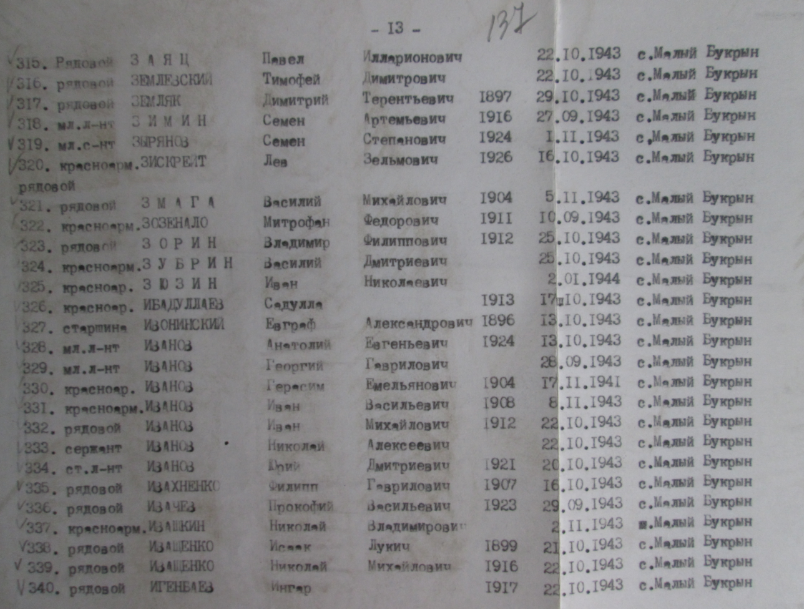 - 13 -
137
315. Рядовой ЗАЯЦ Павел Илларионович 22.10.1943 с.Малый Букрын
316. рядовой ЗЕМЛЕВСКИЙ Тимофей Димитрович 22.10.1943 с.Малый Букрын
317. рядовой ЗЕМЛЯК Димитрий Терентьевич 1897 29.10.1943 с.Малый Букрын
318. мл.л-нт ЗИМИН Семен Артемьевич 1916 27.09.1943 с.Малый Букрын
319. мл.с-нт ЗЫРЯНОВ Семен Степанович 1924 1.11.1943 с.Малый Букрын
320. красноарм.ЗИСКРЕЙТ Лев Зельмович 1926 16.10.1943 с.Малый Букрын
рядовой
321. рядовой ЗМАГА Василий Михайлович 1904 5.11.1943 с.Малый Букрын
322. красноарм.ЗОЗЕНАЛО Митрофан Федорович 1911 10.09.1943 с.Малый Букрын
323. рядовой ЗОРИН Владимир Филиппович 1912 25.10.1943 с.Малый Букрын
324. красноарм.ЗУБРИН Василий Дмитриевич 25.10.1943 с.Малый Букрын
325. красноар. ЗЮЗИН Иван Николаевич 2.01.1944 с.Малый Букрын
326. красноар. ИБАДУЛЛАЕВ Садулла 1913 17.10.1943 с.Малый Букрын
327. старшина ИВОНИНСКИЙ Евграф Александрович 1896 13.10.1943 с.Малый Букрын
328. мл.л-нт ИВАНОВ Анатолий Евгеньевич 1924 13.10.1943 с.Малый Букрын
329. мл.л-нт ИВАНОВ Георгий Гаврилович 28.09.1943 с.Малый Букрын
330. красноар. ИВАНОВ Герасим Емельянович 1904 17.11.1941 с.Малый Букрын
331. красноарм.ИВАНОВ Иван Васильевич 1908 8.11.1943 с.Малый Букрын
332. рядовой ИВАНОВ Иван Михайлович 1912 22.10.1943 с.Малый Букрын
333. сержант ИВАНОВ Николай Алексеевич 22.10.1943 с.Малый Букрын
334. ст.л-нт ИВАНОВ Юрий Дмитриевич 1921 20.10.1943 с.Малый Букрын
335. рядовой ИВАХНЕНКО Филипп Гаврилович 1907 16.10.1943 с.Малый Букрын
336. рядовой ИВАЧЕВ Прокофий Васильевич 1923 29.09.1943 с.Малый Букрын
337. красноарм.ИВАШКИН Николай Владимирович 2.11.1943 Малый Букрын
338. рядовой ИВАЩЕНКО Исаак Лукич 1899 21.10.1943 с.Малый Букрын
339. рядовой ИВАЩЕНКО Николай Михайлович 1916 22.10.1943 с.Малый Букрын
340. рядовой ИГЕНБАЕВ Ингар 1917 22.10.1943 с.Малый Букрын